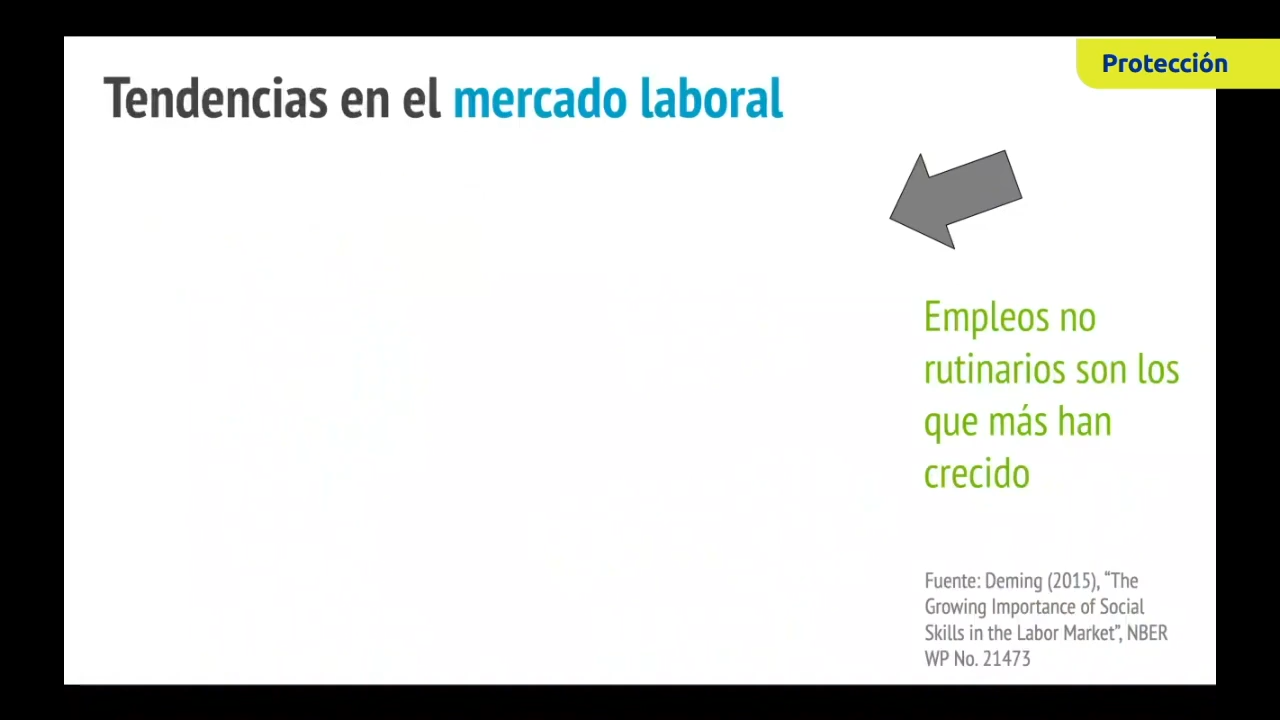 Protección
Tendencias en el mercado laboral
Empleos no
rutinarios son los
que más han
crecido
Fuente: Deming (2015), “The
Growing Importance of Social
Skills in the Labor Market”, NBER
WP No. 21473